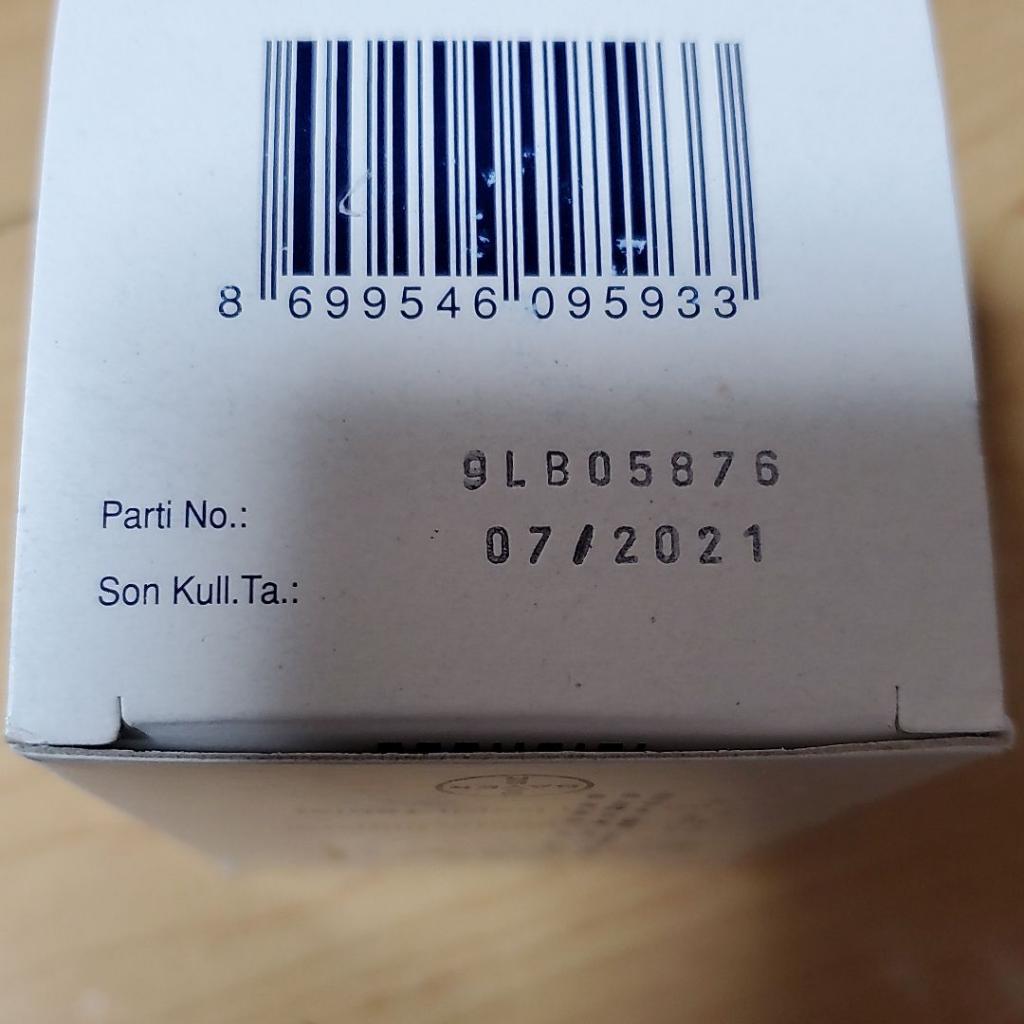 8 699546 095933
9LB05876
Parti No.:
07/2021
Son Kull.Ta.: